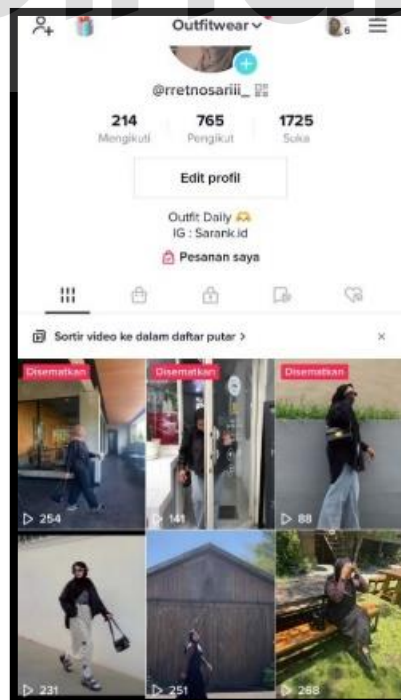 Outfitwear
6
@rretnosariii_
214 765 1725
Mengikuti Pengikut Suka
Edit profil
Outfit Daily
IG : Sarank.id
Pesanan saya
Sortir video ke dalam daftar putar >
Disematkan Disematkan Disematkan
254 141 88
231 251 268